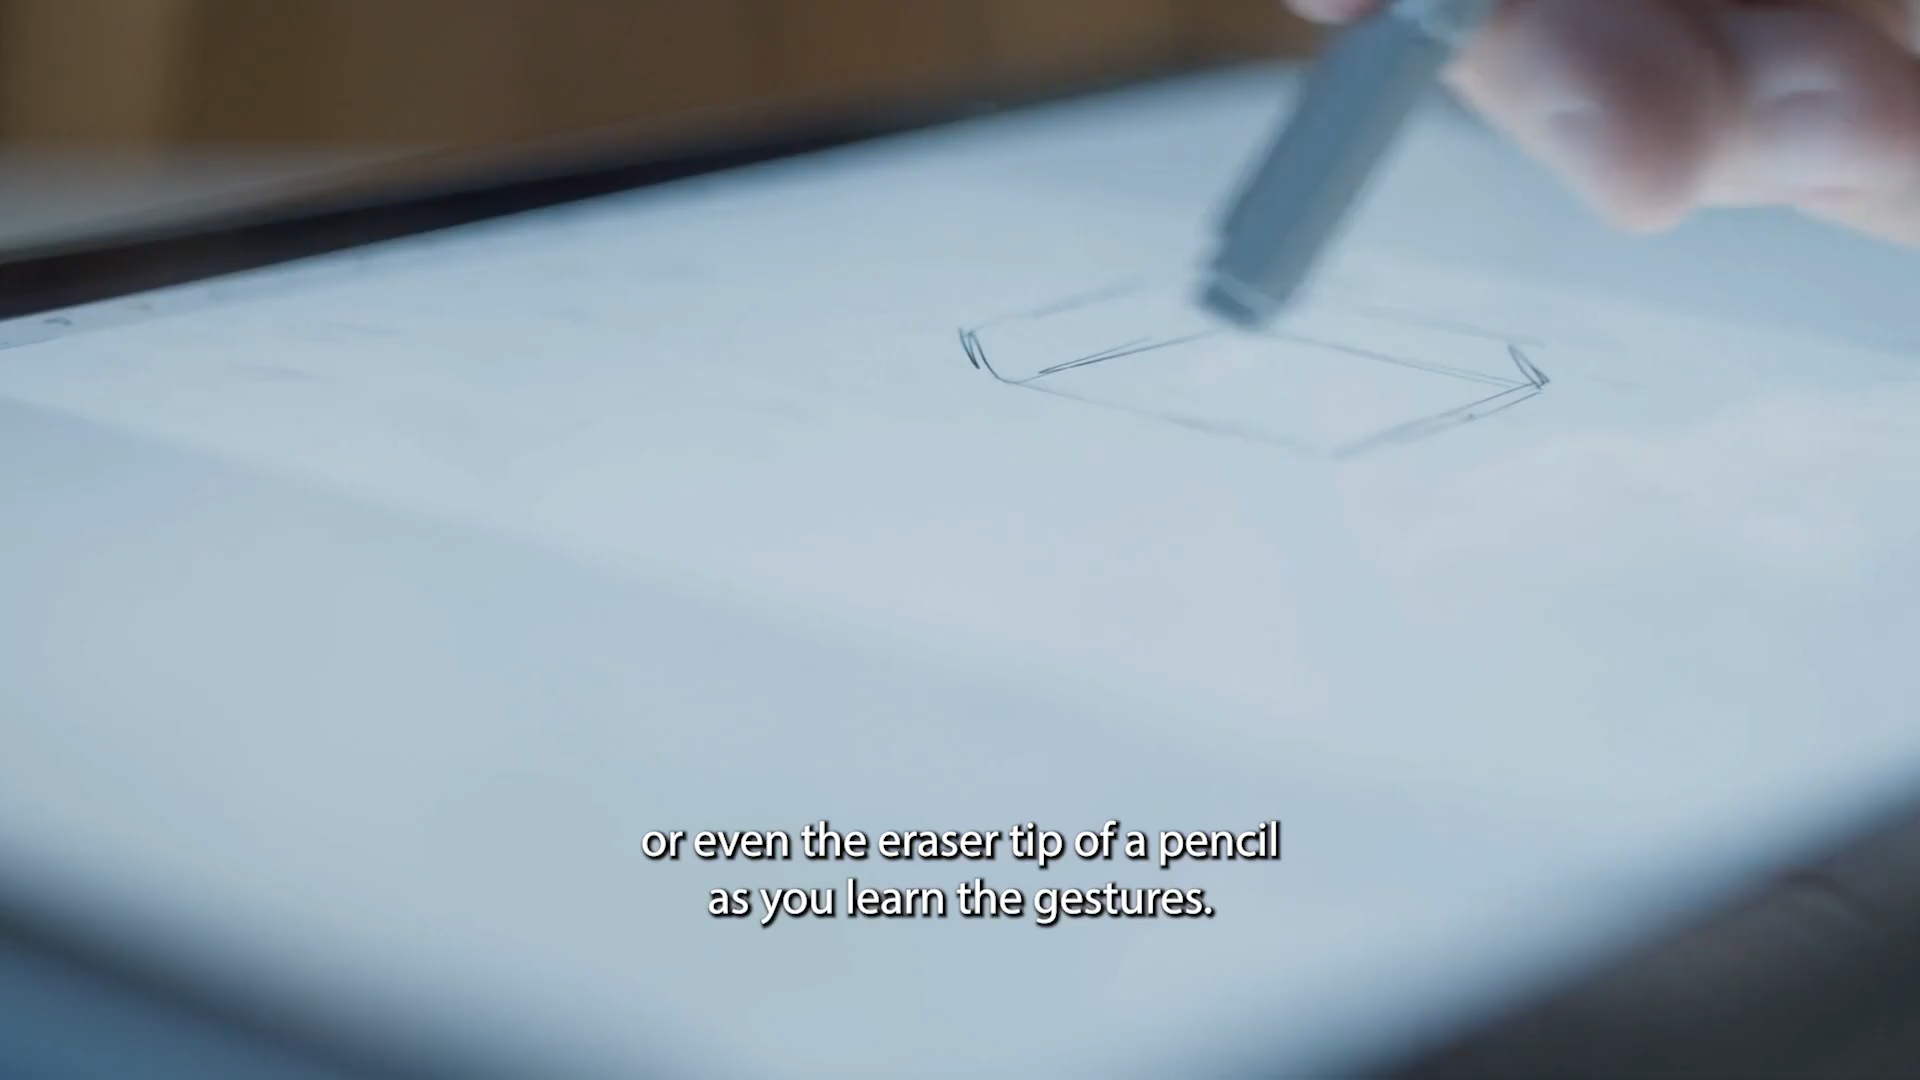 or even the eraser tip of a pencil
as you learn the gestures.